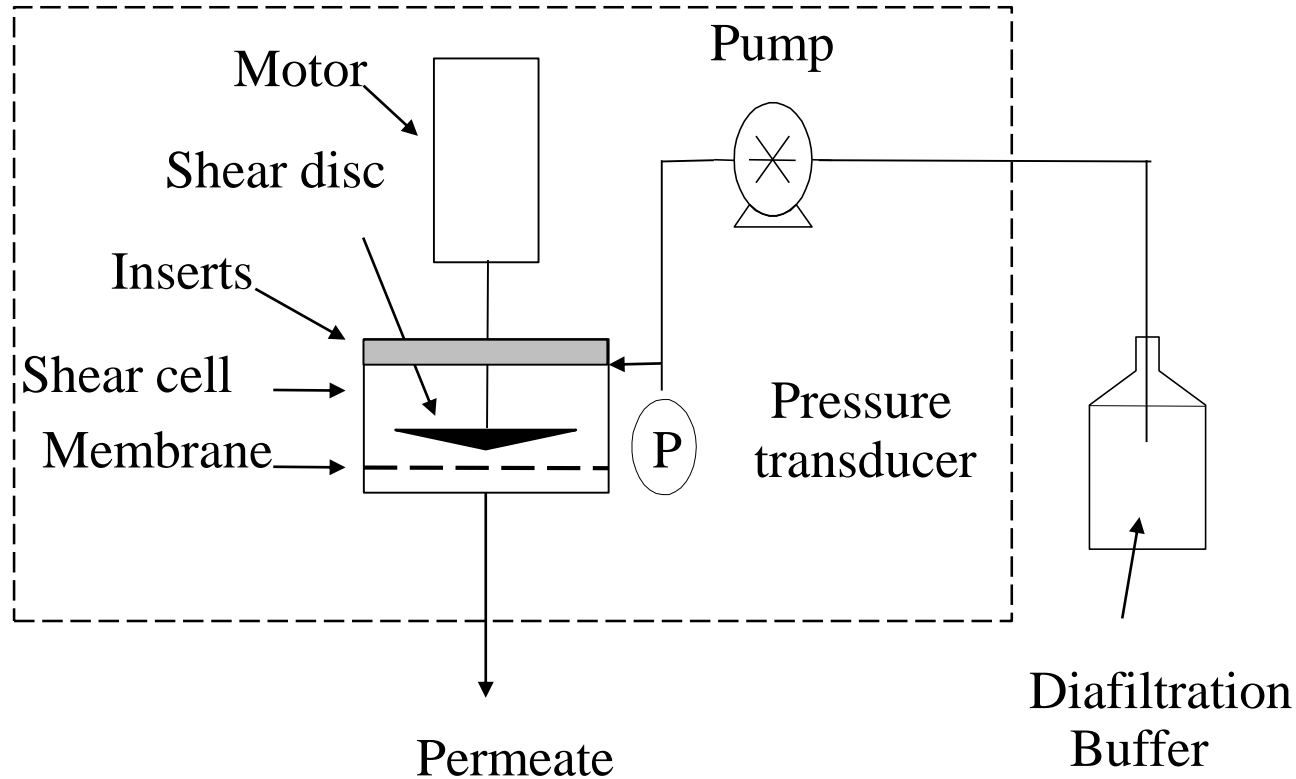 Pump
Motor
Shear disc
Inserts
Shear cell
Membrane
P
Pressure
transducer
Diafiltration
Buffer
Permeate